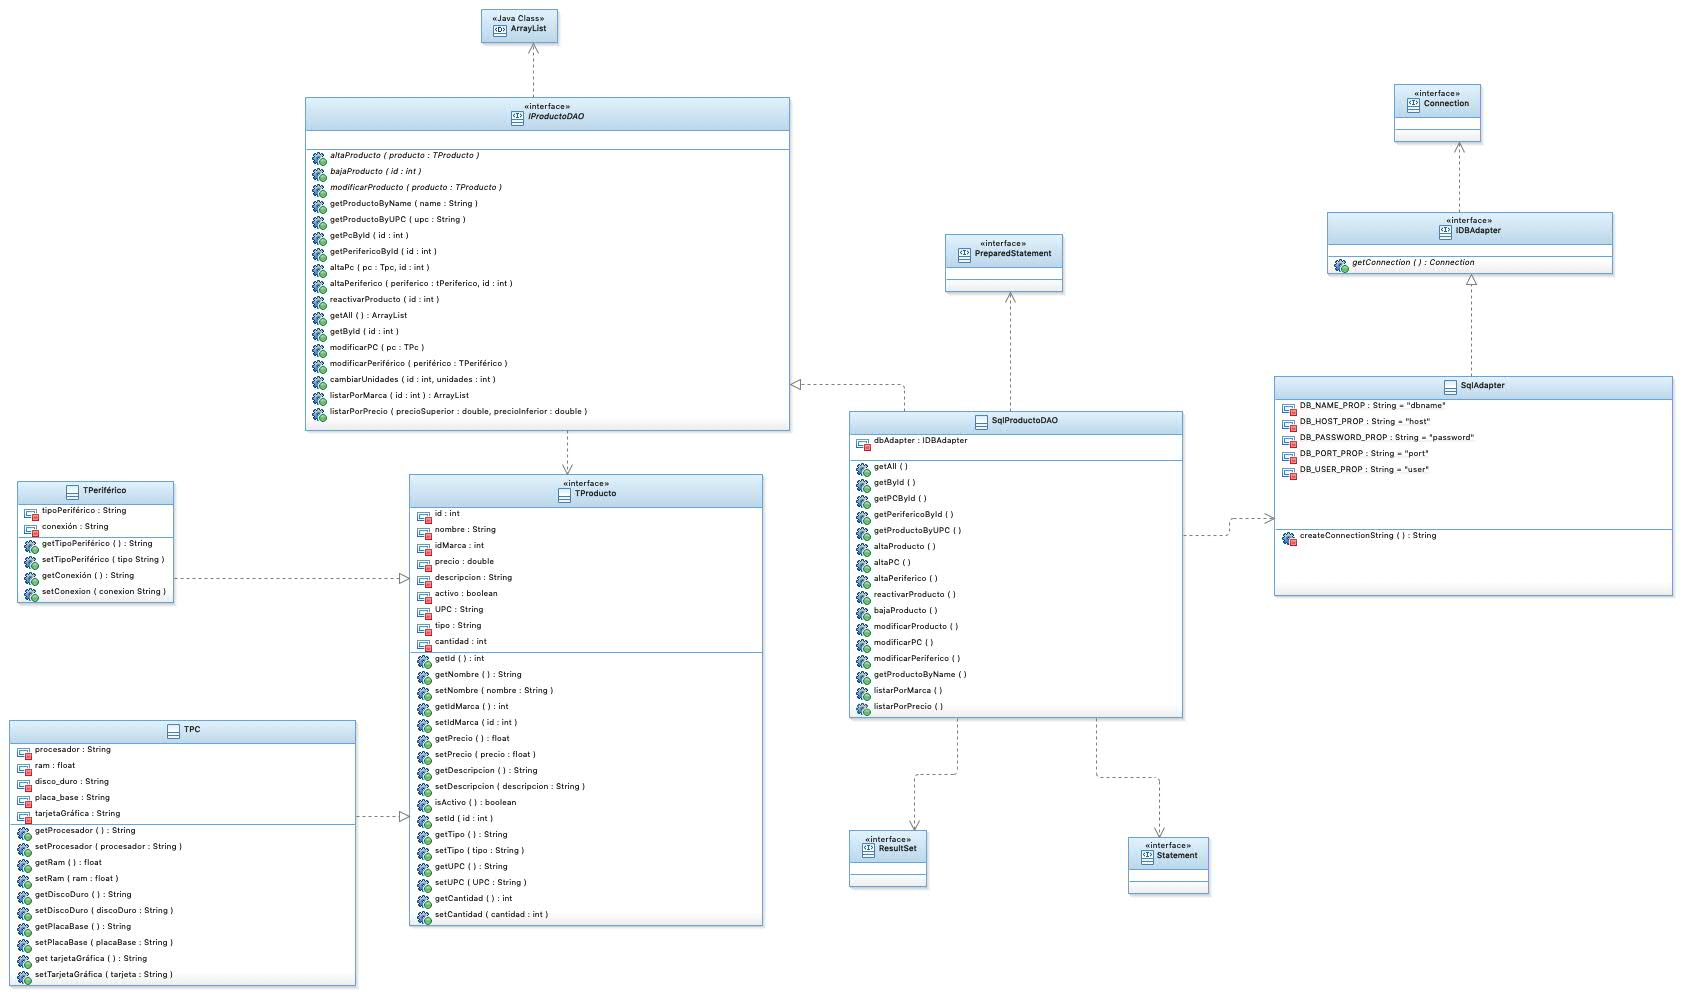 «Java Class»
ArrayList
«interface»
IProductoDAO
altaProducto ( producto : TProducto )
bajaProducto ( id : int )
modificarProducto ( producto : TProducto )
getProductoByName ( name : String )
getProductoByUPC ( upc : String )
getPcById ( id : int )
getPerifericoById ( id : int )
altaPc ( pc : Tpc, id : int )
altaPeriferico ( periferico : tPeriferico, id : int )
reactivarProducto ( id : int )
getAll ( ) : ArrayList
getById ( id : int )
modificarPC ( pc : TPc )
modificarPeriférico ( periférico : TPeriférico )
cambiarUnidades ( id : int, unidades : int )
listarPorMarca ( id : int ) : ArrayList
listarPorPrecio ( precioSuperior : double, precioInferior : double )
«interface»
Connection
«interface»
IDBAdapter
getConnection ( ) : Connection
«interface»
PreparedStatement
SqlAdapter
DB_NAME_PROP : String = "dbname"
DB_HOST_PROP : String = "host"
DB_PASSWORD_PROP : String = "password"
DB_PORT_PROP : String = "port"
DB_USER_PROP : String = "user"
createConnectionString ( ) : String
SqlProductoDAO
dbAdapter : IDBAdapter
getAll ( )
getById ( )
getPCById ( )
getPerifericoById ( )
getProductoByUPC ( )
altaProducto ( )
altaPC ( )
altaPeriferico ( )
reactivarProducto ( )
bajaProducto ( )
modificarProducto ( )
modificarPC ( )
modificarPeriferico ( )
getProductoByName ( )
listarPorMarca ( )
listarPorPrecio ( )
TPeriférico
tipoPeriférico : String
conexión : String
getTipoPeriférico ( ) : String
setTipoPeriférico ( tipo String )
getConexión ( ) : String
setConexion ( conexion String )
«interface»
TProducto
id : int
nombre : String
idMarca : int
precio : double
descripcion : String
activo : boolean
UPC : String
tipo : String
cantidad : int
getId ( ) : int
getNombre ( ) : String
setNombre ( nombre : String )
getIdMarca ( ) : int
setIdMarca ( id : int )
getPrecio ( ) : float
setPrecio ( precio : float )
getDescripcion ( ) : String
setDescripcion ( descripcion : String )
isActivo ( ) : boolean
setId ( id : int )
getTipo ( ) : String
setTipo ( tipo : String )
getUPC ( ) : String
setUPC ( UPC : String )
getCantidad ( ) : int
setCantidad ( cantidad : int )
TPC
procesador : String
ram : float
disco_duro : String
placa_base : String
tarjetaGráfica : String
getProcesador ( ) : String
setProcesador ( procesador : String )
getRam ( ) : float
setRam ( ram : float )
getDiscoDuro ( ) : String
setDiscoDuro ( discoDuro : String )
getPlacaBase ( ) : String
setPlacaBase ( placaBase : String )
get tarjetaGráfica ( ) : String
setTarjetaGráfica ( tarjeta : String )
«interface»
ResultSet
«interface»
Statement